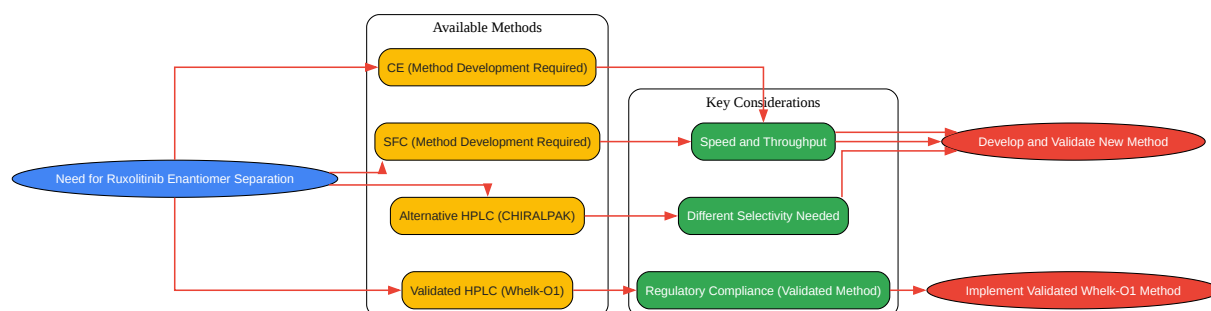 Available Methods
CE (Method Development Required)
Key Considerations
SFC (Method Development Required)
Speed and Throughput
Develop and Validate New Method
Need for Ruxolitinib Enantiomer Separation
Alternative HPLC (CHIRALPAK)
Different Selectivity Needed
Validated HPLC (Whelk-O1)
Regulatory Compliance (Validated Method)
Implement Validated Whelk-O1 Method